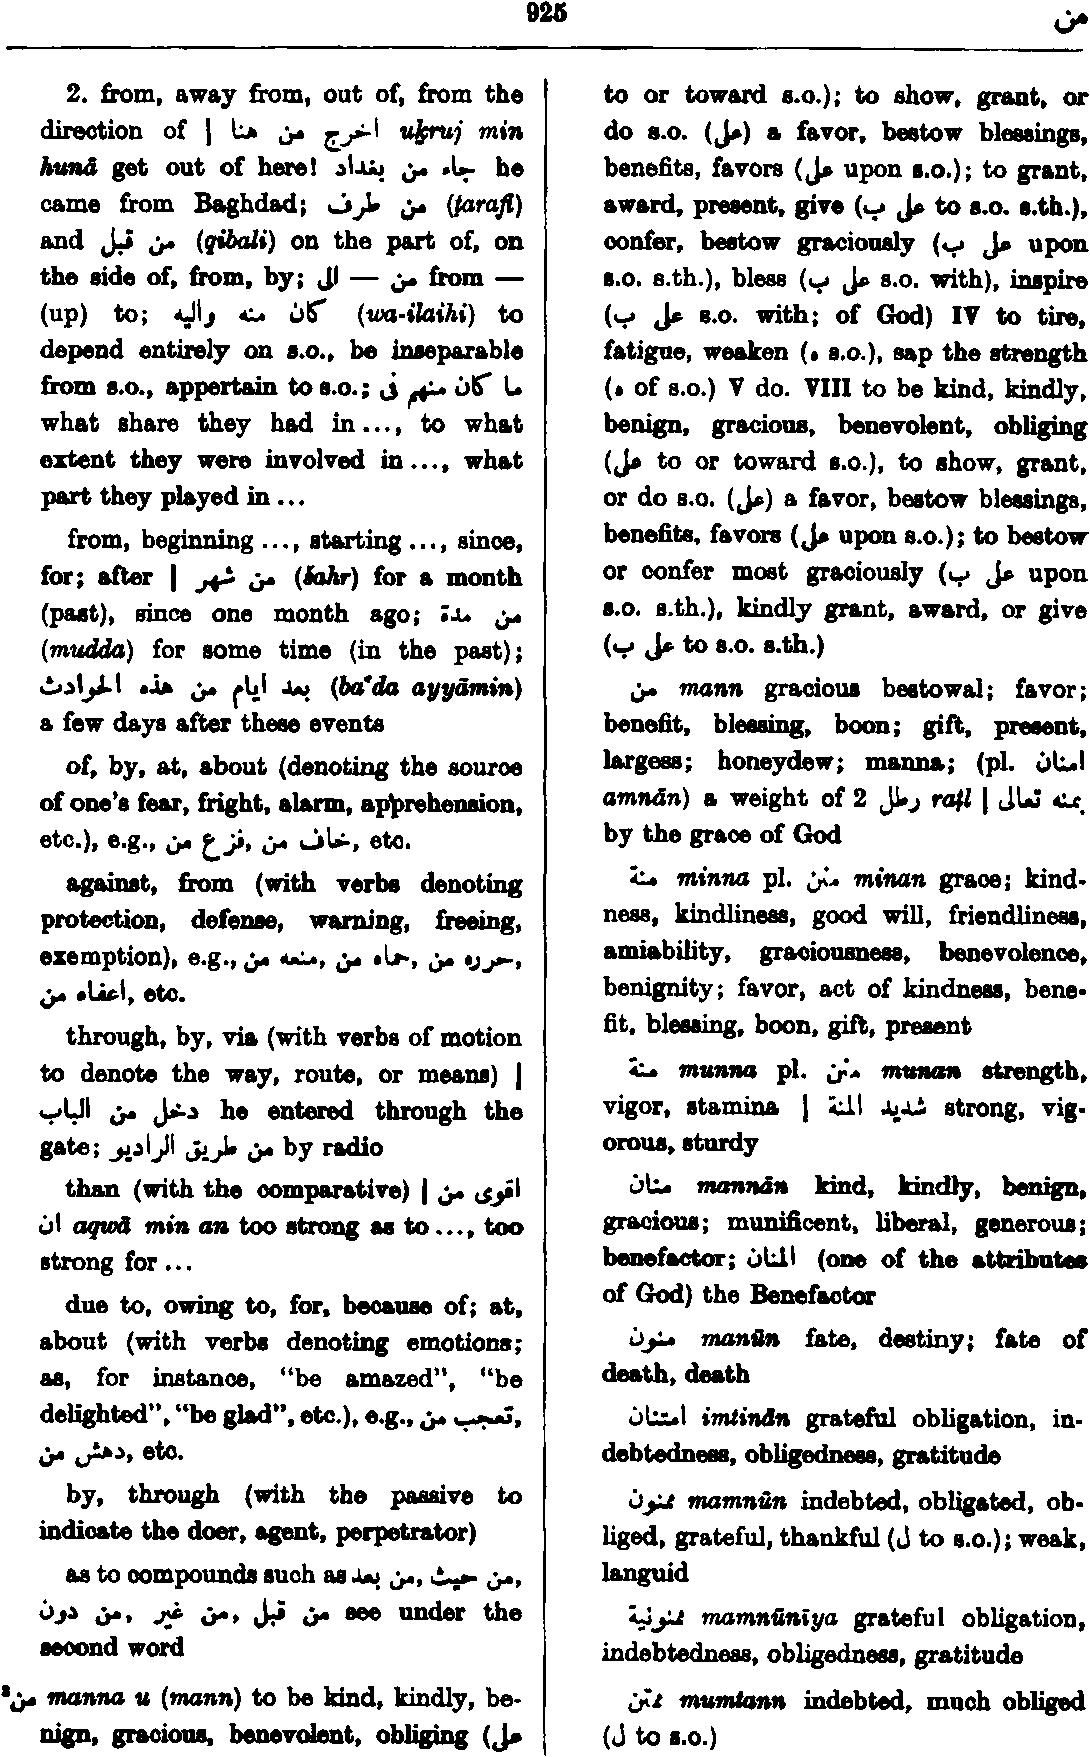 925
من
2. from, away from, out of, from the
direction of | اخرج من هنا uḵruj min
hunā get out of here! جاء من بغداد he
came from Baghdad; من طرف (ṭarafi)
and من قبل (qibali) on the part of, on
the side of, from, by; من — الى from —
(up) to; كان منه واليه (wa-ilaihi) to
depend entirely on s.o., be inseparable
from s.o., appertain to s.o.; ما كان منهم فى
what share they had in ..., to what
extent they were involved in ..., what
part they played in ...
from, beginning ..., starting ..., since,
for; after | من شهر (šahr) for a month
(past), since one month ago; من مدة
(mudda) for some time (in the past);
بعد ايام من هذه الحوادث (ba‘da ayyāmin)
a few days after these events
of, by, at, about (denoting the source
of one's fear, fright, alarm, apprehension,
etc.), e.g., خاف من, فزع من, etc.
against, from (with verbs denoting
protection, defense, warning, freeing,
exemption), e.g., حرره من, حماه من, منعه من,
اعفاه من, etc.
through, by, via (with verbs of motion
to denote the way, route, or means) |
دخل من الباب he entered through the
gate; من طريق الراديو by radio
than (with the comparative) | اقوى من
ان aqwā min an too strong as to ..., too
strong for ...
due to, owing to, for, because of; at,
about (with verbs denoting emotions;
as, for instance, “be amazed”, “be
delighted”, “be glad”, etc.), e.g., تعجب من,
دهش من, etc.
by, through (with the passive to
indicate the doer, agent, perpetrator)
as to compounds such as من حيث, من بعد,
من قبل, من غير, من دون see under the
second word
²من manna u (mann) to be kind, kindly, be-
nign, gracious, benevolent, obliging (على
to or toward s.o.); to show, grant, or
do s.o. (على) a favor, bestow blessings,
benefits, favors (على upon s.o.); to grant,
award, present, give (على ب to s.o. s.th.),
confer, bestow graciously (على ب upon
s.o. s.th.), bless (على ب s.o. with), inspire
(على ب s.o. with; of God) IV to tire,
fatigue, weaken (ه s.o.), sap the strength
(ه of s.o.) V do. VIII to be kind, kindly,
benign, gracious, benevolent, obliging
(على to or toward s.o.), to show, grant,
or do s.o. (على) a favor, bestow blessings,
benefits, favors (على upon s.o.); to bestow
or confer most graciously (على ب upon
s.o. s.th.), kindly grant, award, or give
(على ب to s.o. s.th.)
من mann gracious bestowal; favor;
benefit, blessing, boon; gift, present,
largess; honeydew; manna; (pl. امنان
amnān) a weight of 2 رطل raṭl | بمنه تعالى
by the grace of God
منة minna pl. منن minan grace; kind-
ness, kindliness, good will, friendliness,
amiability, graciousness, benevolence,
benignity; favor, act of kindness, bene-
fit, blessing, boon, gift, present
منة munna pl. منن munan strength,
vigor, stamina | شديد المنة strong, vig-
orous, sturdy
منان mannān kind, kindly, benign,
gracious; munificent, liberal, generous;
benefactor; المنان (one of the attributes
of God) the Benefactor
منون manūn fate, destiny; fate of
death, death
امتنان imtinān grateful obligation, in-
debtedness, obligedness, gratitude
ممنون mamnūn indebted, obligated, ob-
liged, grateful, thankful (ل to s.o.); weak,
languid
ممنونية mamnūnīya grateful obligation,
indebtedness, obligedness, gratitude
ممتن mumtann indebted, much obliged
(ل to s.o.)